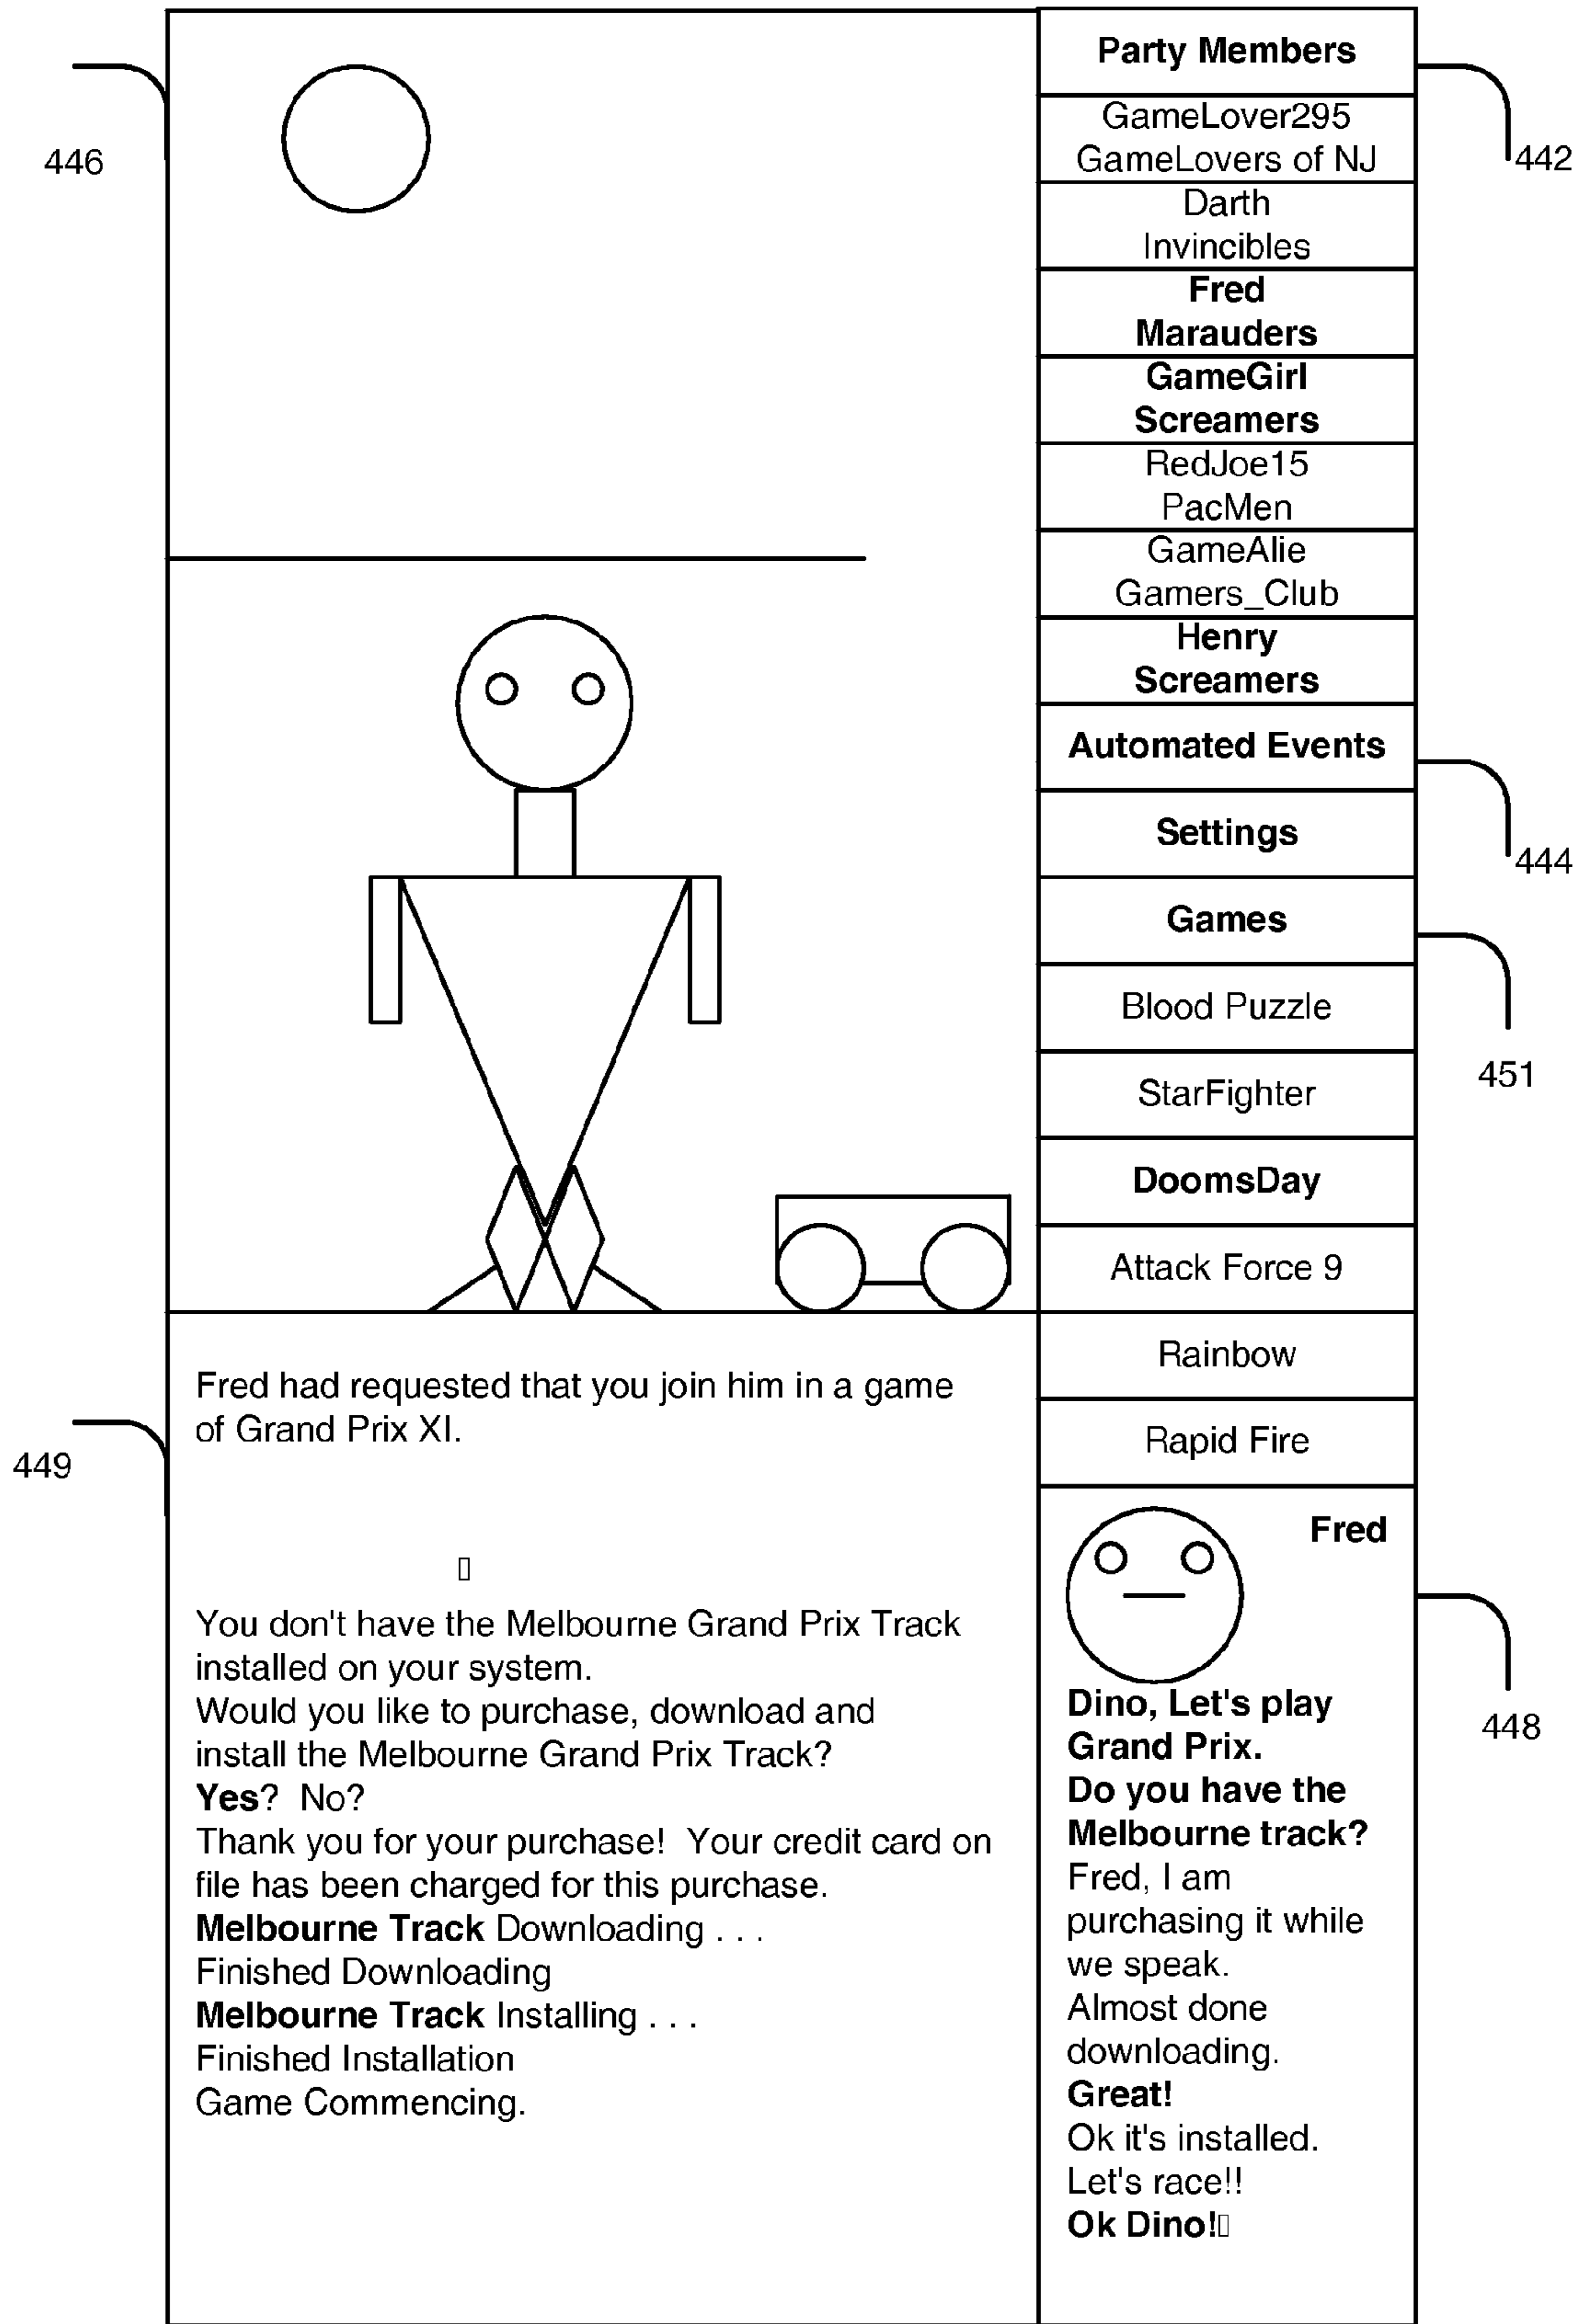 446
Party Members
442
GameLover295
GameLovers of NJ
Darth
Invincibles
Fred
Marauders
GameGirl
Screamers
RedJoe15
PacMen
GameAlie
Gamers_Club
Henry
Screamers
Automated Events
444
Settings
Games
451
Blood Puzzle
StarFighter
DoomsDay
Attack Force 9
Rainbow
Rapid Fire
449
Fred had requested that you join him in a game
of Grand Prix XI.
You don't have the Melbourne Grand Prix Track
installed on your system.
Would you like to purchase, download and
install the Melbourne Grand Prix Track?
Yes?  No?
Thank you for your purchase!  Your credit card on
file has been charged for this purchase.
Melbourne Track Downloading . . .
Finished Downloading
Melbourne Track Installing . . .
Finished Installation
Game Commencing.
Fred
448
Dino, Let's play
Grand Prix.
Do you have the
Melbourne track?
Fred, I am
purchasing it while
we speak.
Almost done
downloading.
Great!
Ok it's installed.
Let's race!!
Ok Dino!